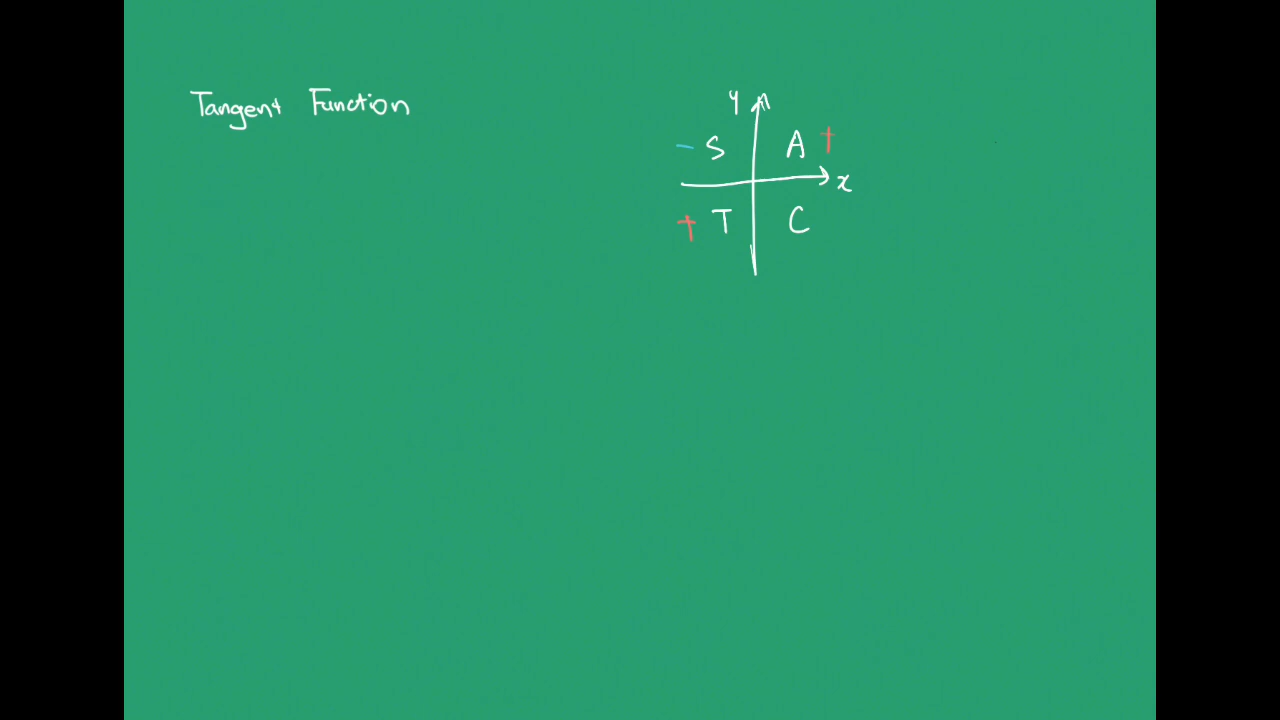 Tangent Function
y
- S A +
x
+ T C